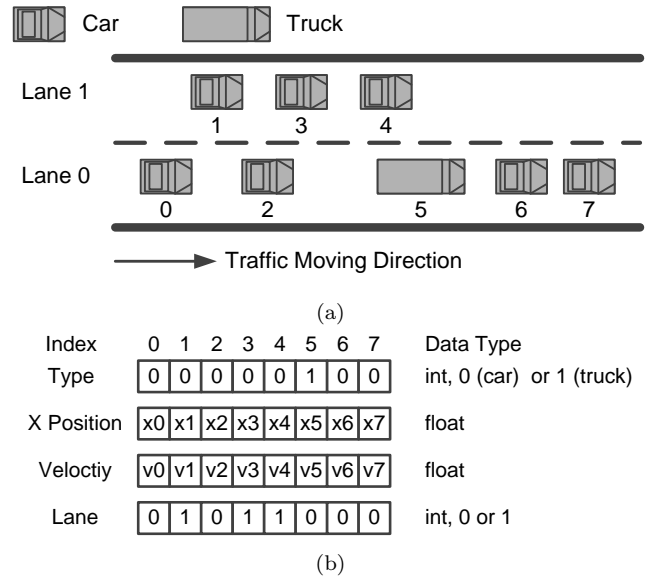 Car Truck
Lane 1
1 3 4
Lane 0
0 2 5 6 7
Traffic Moving Direction
(a)
Index 0 1 2 3 4 5 6 7 Data Type
Type 0 0 0 0 0 1 0 0 int, 0 (car) or 1 (truck)
X Position x0 x1 x2 x3 x4 x5 x6 x7 float
Veloctiy v0 v1 v2 v3 v4 v5 v6 v7 float
Lane 0 1 0 1 1 0 0 0 int, 0 or 1
(b)